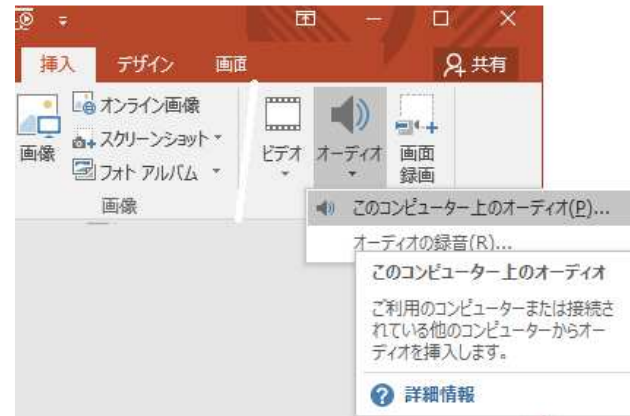 挿入 デザイン 画面
共有
オンライン画像
スクリーンショット
フォト アルバム
画像
ビデオ オーディオ 画面
録画
画像
このコンピューター上のオーディオ(P)...
オーディオの録音(R)...
このコンピューター上のオーディオ
ご利用のコンピューターまたは接続さ
れている他のコンピューターからオー
ディオを挿入します。
詳細情報